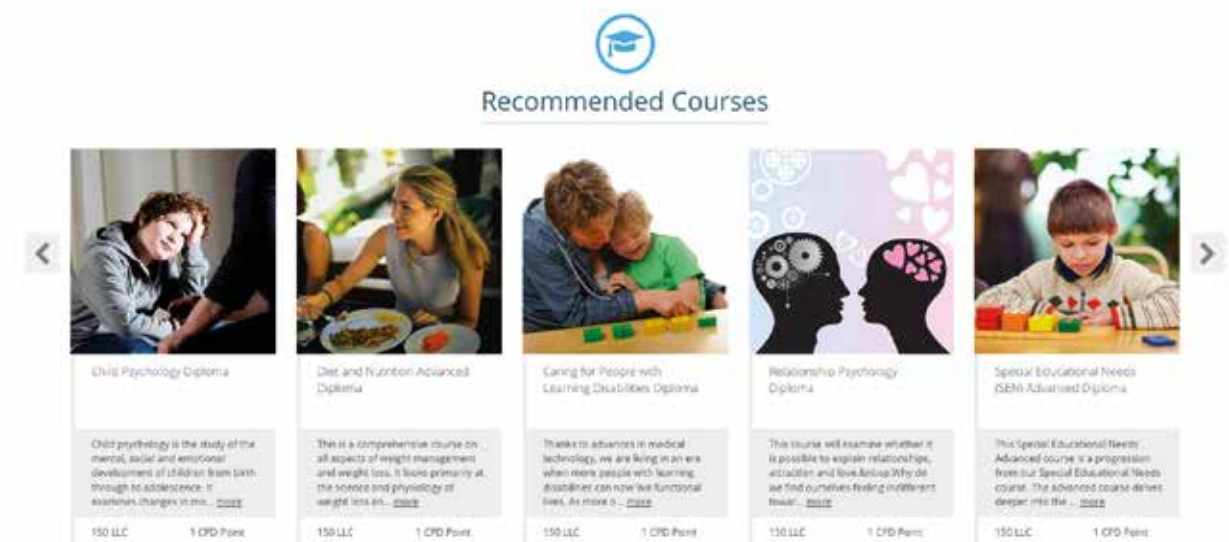 Recommended Courses
Child Psychology Diploma
Child psychology is the study of the
mental, social and emotional
development of children from birth
through to adolescence. It
examines changes in mo... more
150 LLC 1 CPD Point
Diet and Nutrition Advanced
Diploma
This is a comprehensive course on
all aspects of weight management
and weight loss. It looks primarily at
the science and physiology of
weight loss an... more
150 LLC 1 CPD Point
Caring for People with
Learning Disabilities Diploma
Thanks to advances in medical
technology, we are living in an era
when more people with learning
disabilities can now live functional
lives. As more o... more
150 LLC 1 CPD Point
Relationship Psychology
Diploma
This course will examine whether it
is possible to explain relationships,
attraction and love.&nbsp;Why do
we find ourselves feeling indifferent
towar... more
150 LLC 1 CPD Point
Special Educational Needs
(SEN) Advanced Diploma
This Special Educational Needs
Advanced course is a progression
from our Special Educational Needs
course. The advanced course delves
deeper into the ... more
150 LLC 1 CPD Point